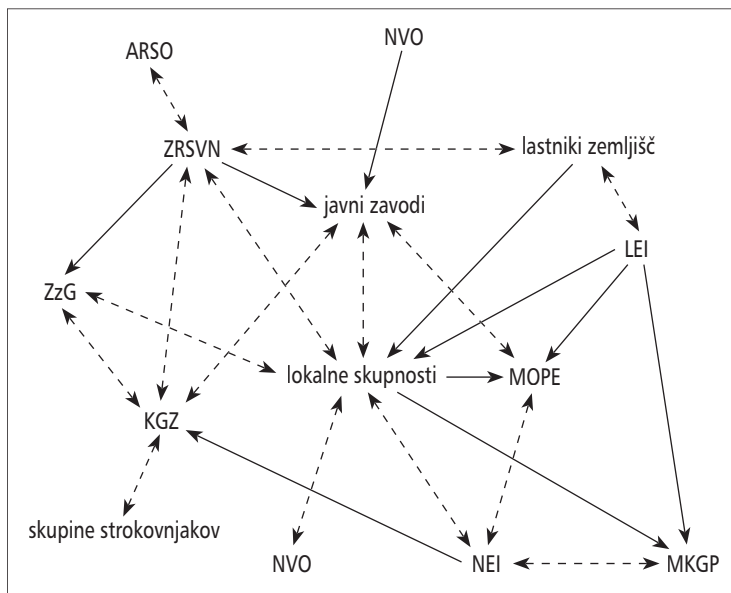 NVO
ARSO
ZRSVN
lastniki zemljišč
javni zavodi
LEI
ZzG
lokalne skupnosti
MOPE
KGZ
skupine strokovnjakov
NVO
NEI
MKGP